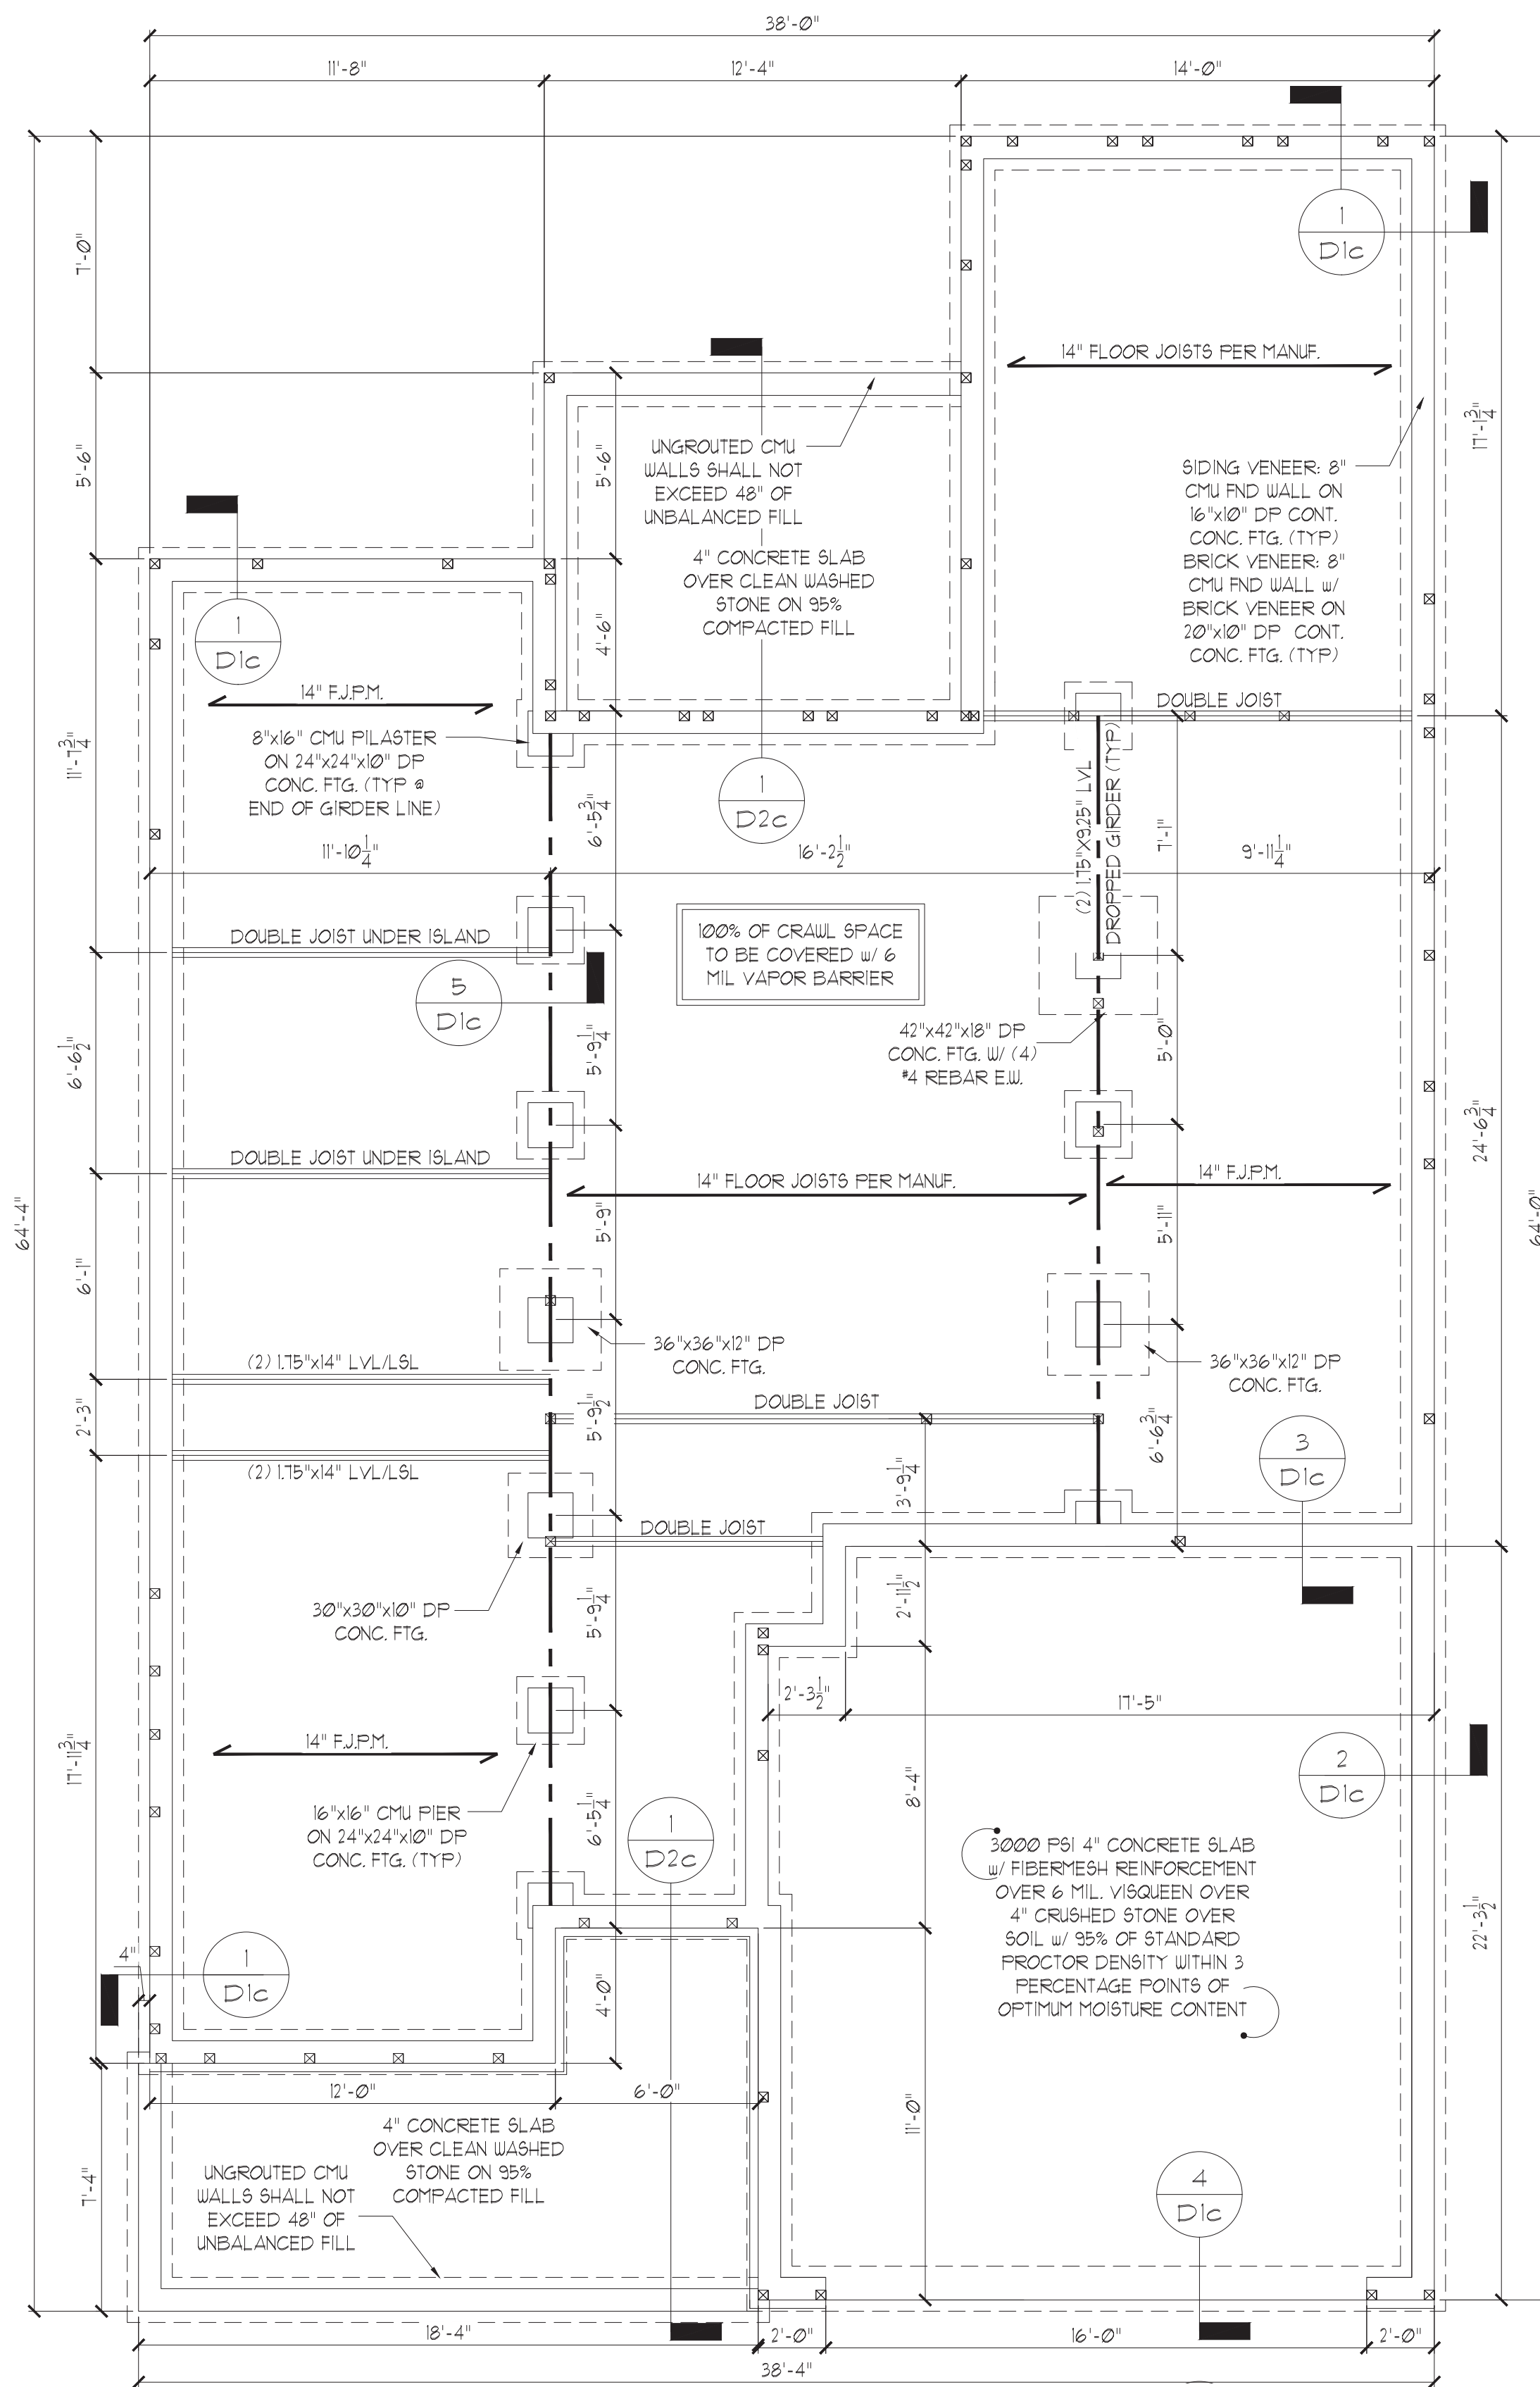 38'-0"
11'-8"
12'-4"
14'-0"
1
D1c
7'-0"
14" FLOOR JOISTS PER MANUF.
17'-1 3/4"
5'-6"
5'-6"
UNGROUTED CMU
WALLS SHALL NOT
EXCEED 48" OF
UNBALANCED FILL
SIDING VENEER: 8"
CMU FND WALL ON
16"x10" DP CONT.
CONC. FTG. (TYP)
BRICK VENEER: 8"
CMU FND WALL w/
BRICK VENEER ON
20"x10" DP CONT.
CONC. FTG. (TYP)
4" CONCRETE SLAB
OVER CLEAN WASHED
STONE ON 95%
COMPACTED FILL
1
D1c
4'-6"
14" F.J.P.M.
DOUBLE JOIST
8"x16" CMU PILASTER
ON 24"x24"x10" DP
CONC. FTG. (TYP @
END OF GIRDER LINE)
11'-7 3/4"
1
D2c
6'-5 3/4"
(2) 1.75"X9.25" LVL
DROPPED GIRDER (TYP)
7'-1"
11'-10 1/4"
16'-2 1/2"
9'-11 1/4"
DOUBLE JOIST UNDER ISLAND
100% OF CRAWL SPACE
TO BE COVERED w/ 6
MIL VAPOR BARRIER
5
D1c
42"x42"x18" DP
CONC. FTG. W/ (4)
#4 REBAR E.W.
6'-6 1/2"
5'-9 1/4"
5'-0"
24'-6 3/4"
DOUBLE JOIST UNDER ISLAND
14" FLOOR JOISTS PER MANUF.
14" F.J.P.M.
64'-4"
64'-0"
5'-9"
5'-11"
6'-1"
36"x36"x12" DP
CONC. FTG.
36"x36"x12" DP
CONC. FTG.
(2) 1.75"x14" LVL/LSL
2'-3"
5'-9 1/2"
DOUBLE JOIST
6'-6 3/4"
3
D1c
(2) 1.75"x14" LVL/LSL
3'-9 1/4"
DOUBLE JOIST
30"x30"x10" DP
CONC. FTG.
5'-9 1/4"
2'-11 1/2"
2'-3 1/2"
17'-5"
14" F.J.P.M.
17'-11 3/4"
2
D1c
8'-4"
16"x16" CMU PIER
ON 24"x24"x10" DP
CONC. FTG. (TYP)
6'-5 1/4"
1
D2c
3000 PSI 4" CONCRETE SLAB
w/ FIBERMESH REINFORCEMENT
OVER 6 MIL. VISQUEEN OVER
4" CRUSHED STONE OVER
SOIL w/ 95% OF STANDARD
PROCTOR DENSITY WITHIN 3
PERCENTAGE POINTS OF
OPTIMUM MOISTURE CONTENT
22'-3 1/2"
4"
1
D1c
4'-0"
12'-0"
6'-0"
11'-0"
4" CONCRETE SLAB
OVER CLEAN WASHED
STONE ON 95%
COMPACTED FILL
UNGROUTED CMU
WALLS SHALL NOT
EXCEED 48" OF
UNBALANCED FILL
7'-4"
4
D1c
18'-4"
2'-0"
16'-0"
2'-0"
38'-4"